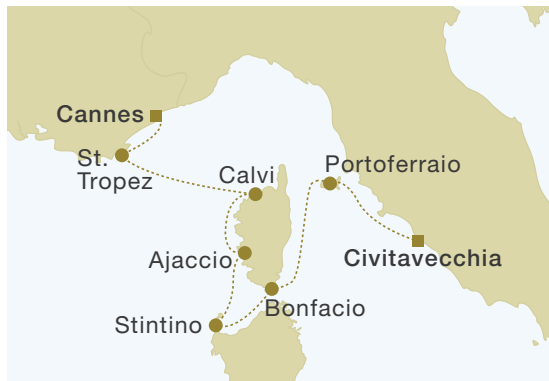 Cannes
St.
Tropez
Calvi
Portoferraio
Ajaccio
Civitavecchia
Bonfacio
Stintino